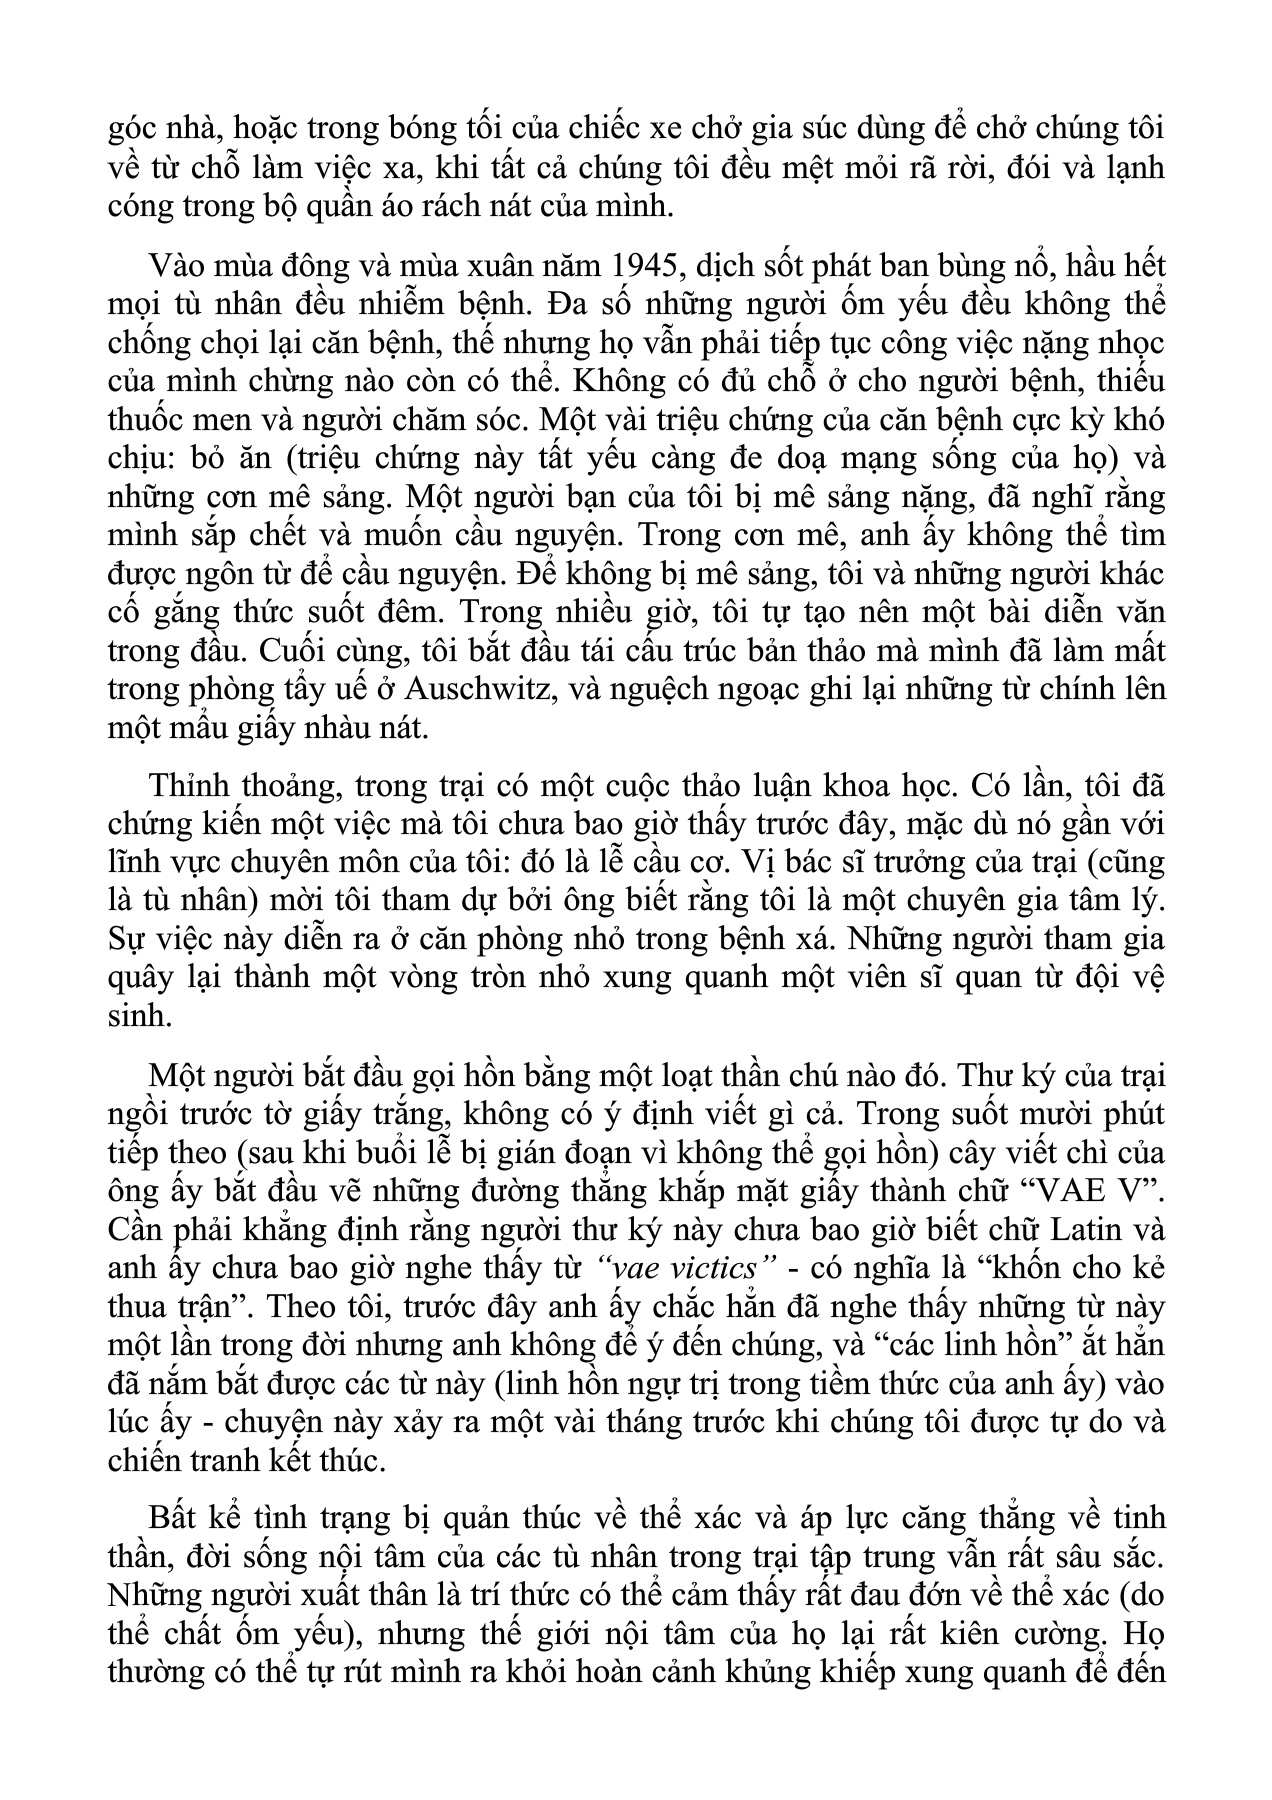 góc nhà, hoặc trong bóng tối của chiếc xe chở gia súc dùng để chở chúng tôi
về từ chỗ làm việc xa, khi tất cả chúng tôi đều mệt mỏi rã rời, đói và lạnh
cóng trong bộ quần áo rách nát của mình.
Vào mùa đông và mùa xuân năm 1945, dịch sốt phát ban bùng nổ, hầu hết
mọi tù nhân đều nhiễm bệnh. Đa số những người ốm yếu đều không thể
chống chọi lại căn bệnh, thế nhưng họ vẫn phải tiếp tục công việc nặng nhọc
của mình chừng nào còn có thể. Không có đủ chỗ ở cho người bệnh, thiếu
thuốc men và người chăm sóc. Một vài triệu chứng của căn bệnh cực kỳ khó
chịu: bỏ ăn (triệu chứng này tất yếu càng đe doạ mạng sống của họ) và
những cơn mê sảng. Một người bạn của tôi bị mê sảng nặng, đã nghĩ rằng
mình sắp chết và muốn cầu nguyện. Trong cơn mê, anh ấy không thể tìm
được ngôn từ để cầu nguyện. Để không bị mê sảng, tôi và những người khác
cố gắng thức suốt đêm. Trong nhiều giờ, tôi tự tạo nên một bài diễn văn
trong đầu. Cuối cùng, tôi bắt đầu tái cấu trúc bản thảo mà mình đã làm mất
trong phòng tẩy uế ở Auschwitz, và nguệch ngoạc ghi lại những từ chính lên
một mẩu giấy nhàu nát.
Thỉnh thoảng, trong trại có một cuộc thảo luận khoa học. Có lần, tôi đã
chứng kiến một việc mà tôi chưa bao giờ thấy trước đây, mặc dù nó gần với
lĩnh vực chuyên môn của tôi: đó là lễ cầu cơ. Vị bác sĩ trưởng của trại (cũng
là tù nhân) mời tôi tham dự bởi ông biết rằng tôi là một chuyên gia tâm lý.
Sự việc này diễn ra ở căn phòng nhỏ trong bệnh xá. Những người tham gia
quây lại thành một vòng tròn nhỏ xung quanh một viên sĩ quan từ đội vệ
sinh.
Một người bắt đầu gọi hồn bằng một loạt thần chú nào đó. Thư ký của trại
ngồi trước tờ giấy trắng, không có ý định viết gì cả. Trong suốt mười phút
tiếp theo (sau khi buổi lễ bị gián đoạn vì không thể gọi hồn) cây viết chì của
ông ấy bắt đầu vẽ những đường thẳng khắp mặt giấy thành chữ “VAE V”.
Cần phải khẳng định rằng người thư ký này chưa bao giờ biết chữ Latin và
anh ấy chưa bao giờ nghe thấy từ “vae victics” - có nghĩa là “khốn cho kẻ
thua trận”. Theo tôi, trước đây anh ấy chắc hẳn đã nghe thấy những từ này
một lần trong đời nhưng anh không để ý đến chúng, và “các linh hồn” ắt hẳn
đã nắm bắt được các từ này (linh hồn ngự trị trong tiềm thức của anh ấy) vào
lúc ấy - chuyện này xảy ra một vài tháng trước khi chúng tôi được tự do và
chiến tranh kết thúc.
Bất kể tình trạng bị quản thúc về thể xác và áp lực căng thẳng về tinh
thần, đời sống nội tâm của các tù nhân trong trại tập trung vẫn rất sâu sắc.
Những người xuất thân là trí thức có thể cảm thấy rất đau đớn về thể xác (do
thể chất ốm yếu), nhưng thế giới nội tâm của họ lại rất kiên cường. Họ
thường có thể tự rút mình ra khỏi hoàn cảnh khủng khiếp xung quanh để đến